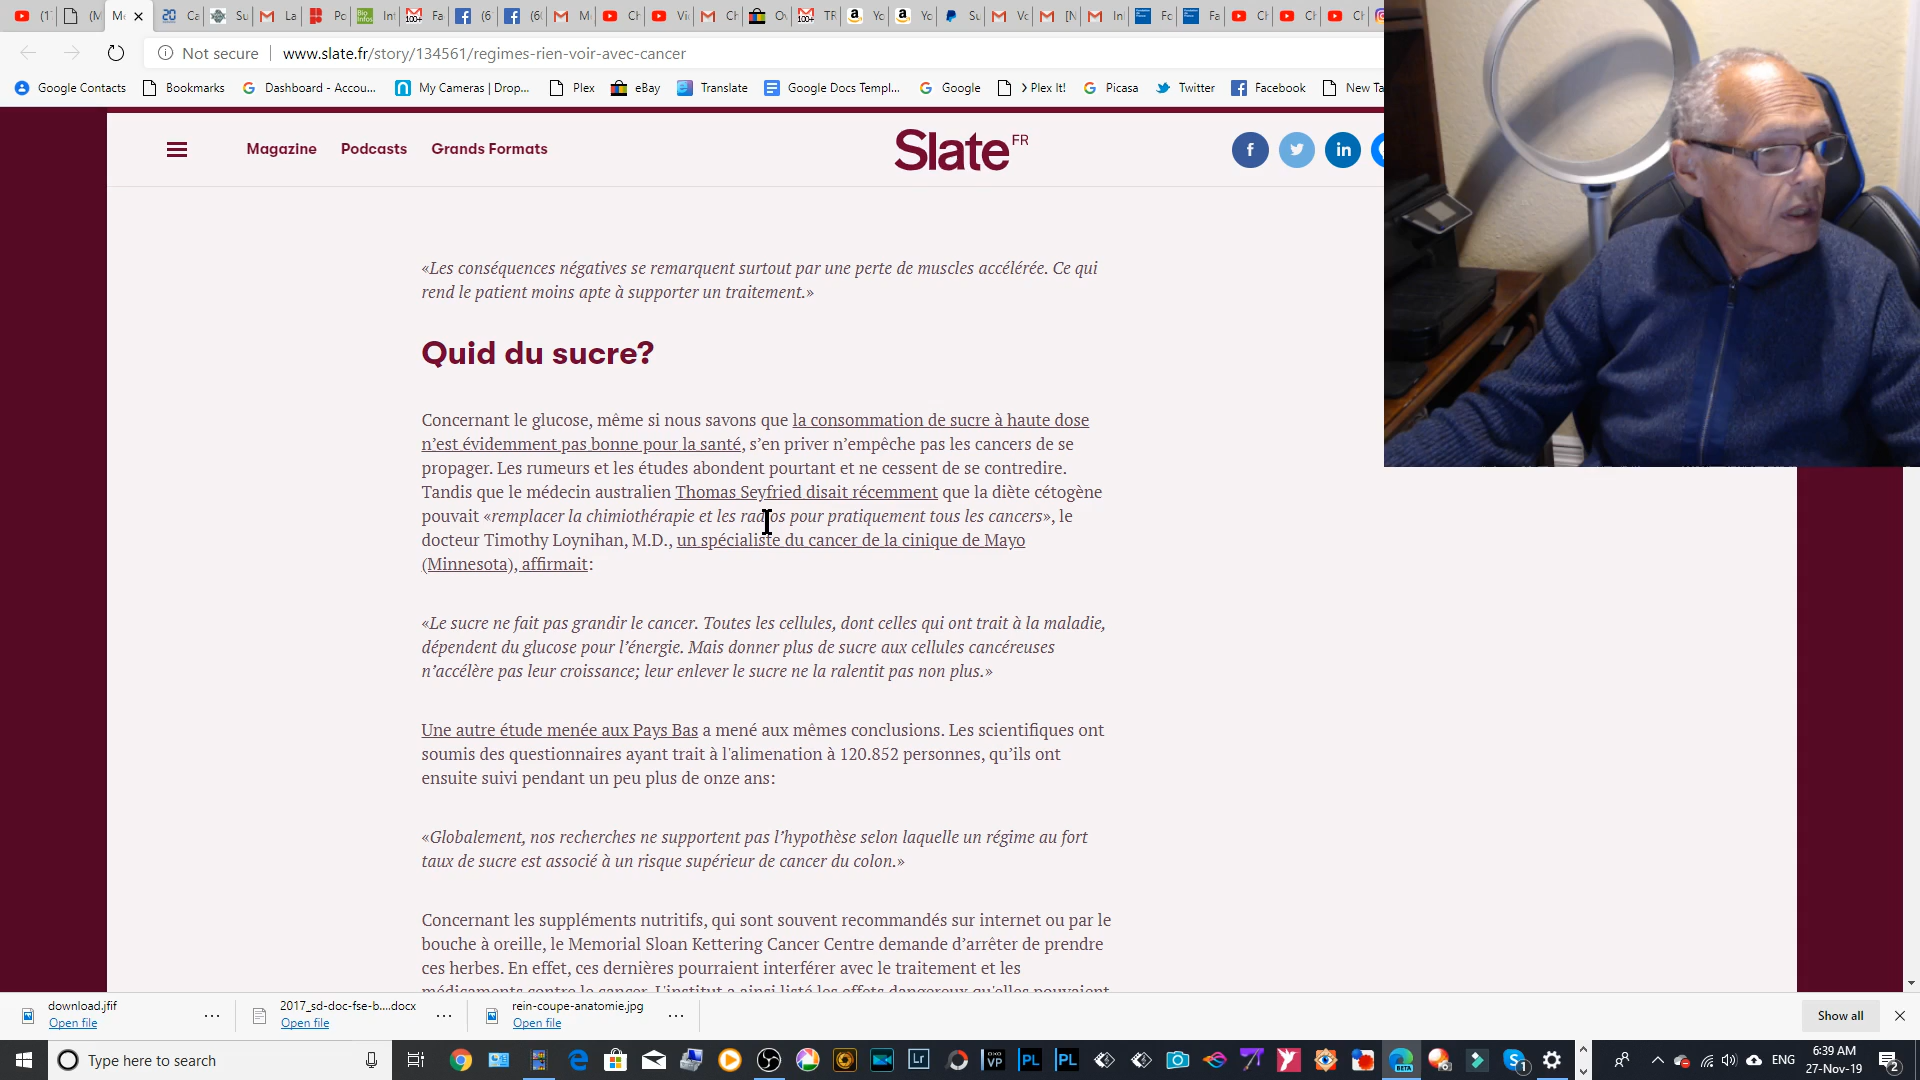 Not secure
www.slate.fr/story/134561/regimes-rien-voir-avec-cancer
Google Contacts
Bookmarks
Dashboard - Accou...
My Cameras | Drop...
Plex
eBay
Translate
Google Docs Templ...
Google
> Plex It!
Picasa
Twitter
Facebook
New Ta
Magazine
Podcasts
Grands Formats
Slate FR
«Les conséquences négatives se remarquent surtout par une perte de muscles accélérée. Ce qui
rend le patient moins apte à supporter un traitement.»
Quid du sucre?
Concernant le glucose, même si nous savons que la consommation de sucre à haute dose
n'est évidemment pas bonne pour la santé, s'en priver n'empêche pas les cancers de se
propager. Les rumeurs et les études abondent pourtant et ne cessent de se contredire.
Tandis que le médecin australien Thomas Seyfried disait récemment que la diète cétogène
pouvait «remplacer la chimiothérapie et les radios pour pratiquement tous les cancers», le
docteur Timothy Loynihan, M.D., un spécialiste du cancer de la cinique de Mayo
(Minnesota), affirmait:
«Le sucre ne fait pas grandir le cancer. Toutes les cellules, dont celles qui ont trait à la maladie,
dépendent du glucose pour l'énergie. Mais donner plus de sucre aux cellules cancéreuses
n'accélère pas leur croissance; leur enlever le sucre ne la ralentit pas non plus.»
Une autre étude menée aux Pays Bas a mené aux mêmes conclusions. Les scientifiques ont
soumis des questionnaires ayant trait à l'alimenation à 120.852 personnes, qu'ils ont
ensuite suivi pendant un peu plus de onze ans:
«Globalement, nos recherches ne supportent pas l'hypothèse selon laquelle un régime au fort
taux de sucre est associé à un risque supérieur de cancer du colon.»
Concernant les suppléments nutritifs, qui sont souvent recommandés sur internet ou par le
bouche à oreille, le Memorial Sloan Kettering Cancer Centre demande d'arrêter de prendre
ces herbes. En effet, ces dernières pourraient interférer avec le traitement et les
médicaments contre le cancer. L'institut a ainsi listé les effets dangereux qu'elles pouvaient
download.jfif
Open file
2017_sd-doc-fse-b....docx
Open file
rein-coupe-anatomie.jpg
Open file
Show all
Type here to search
ENG
6:39 AM
27-Nov-19